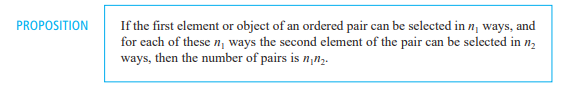 PROPOSITION
If the first element or object of an ordered pair can be selected in n₁ ways, and
for each of these n₁ ways the second element of the pair can be selected in n₂
ways, then the number of pairs is n₁n₂.